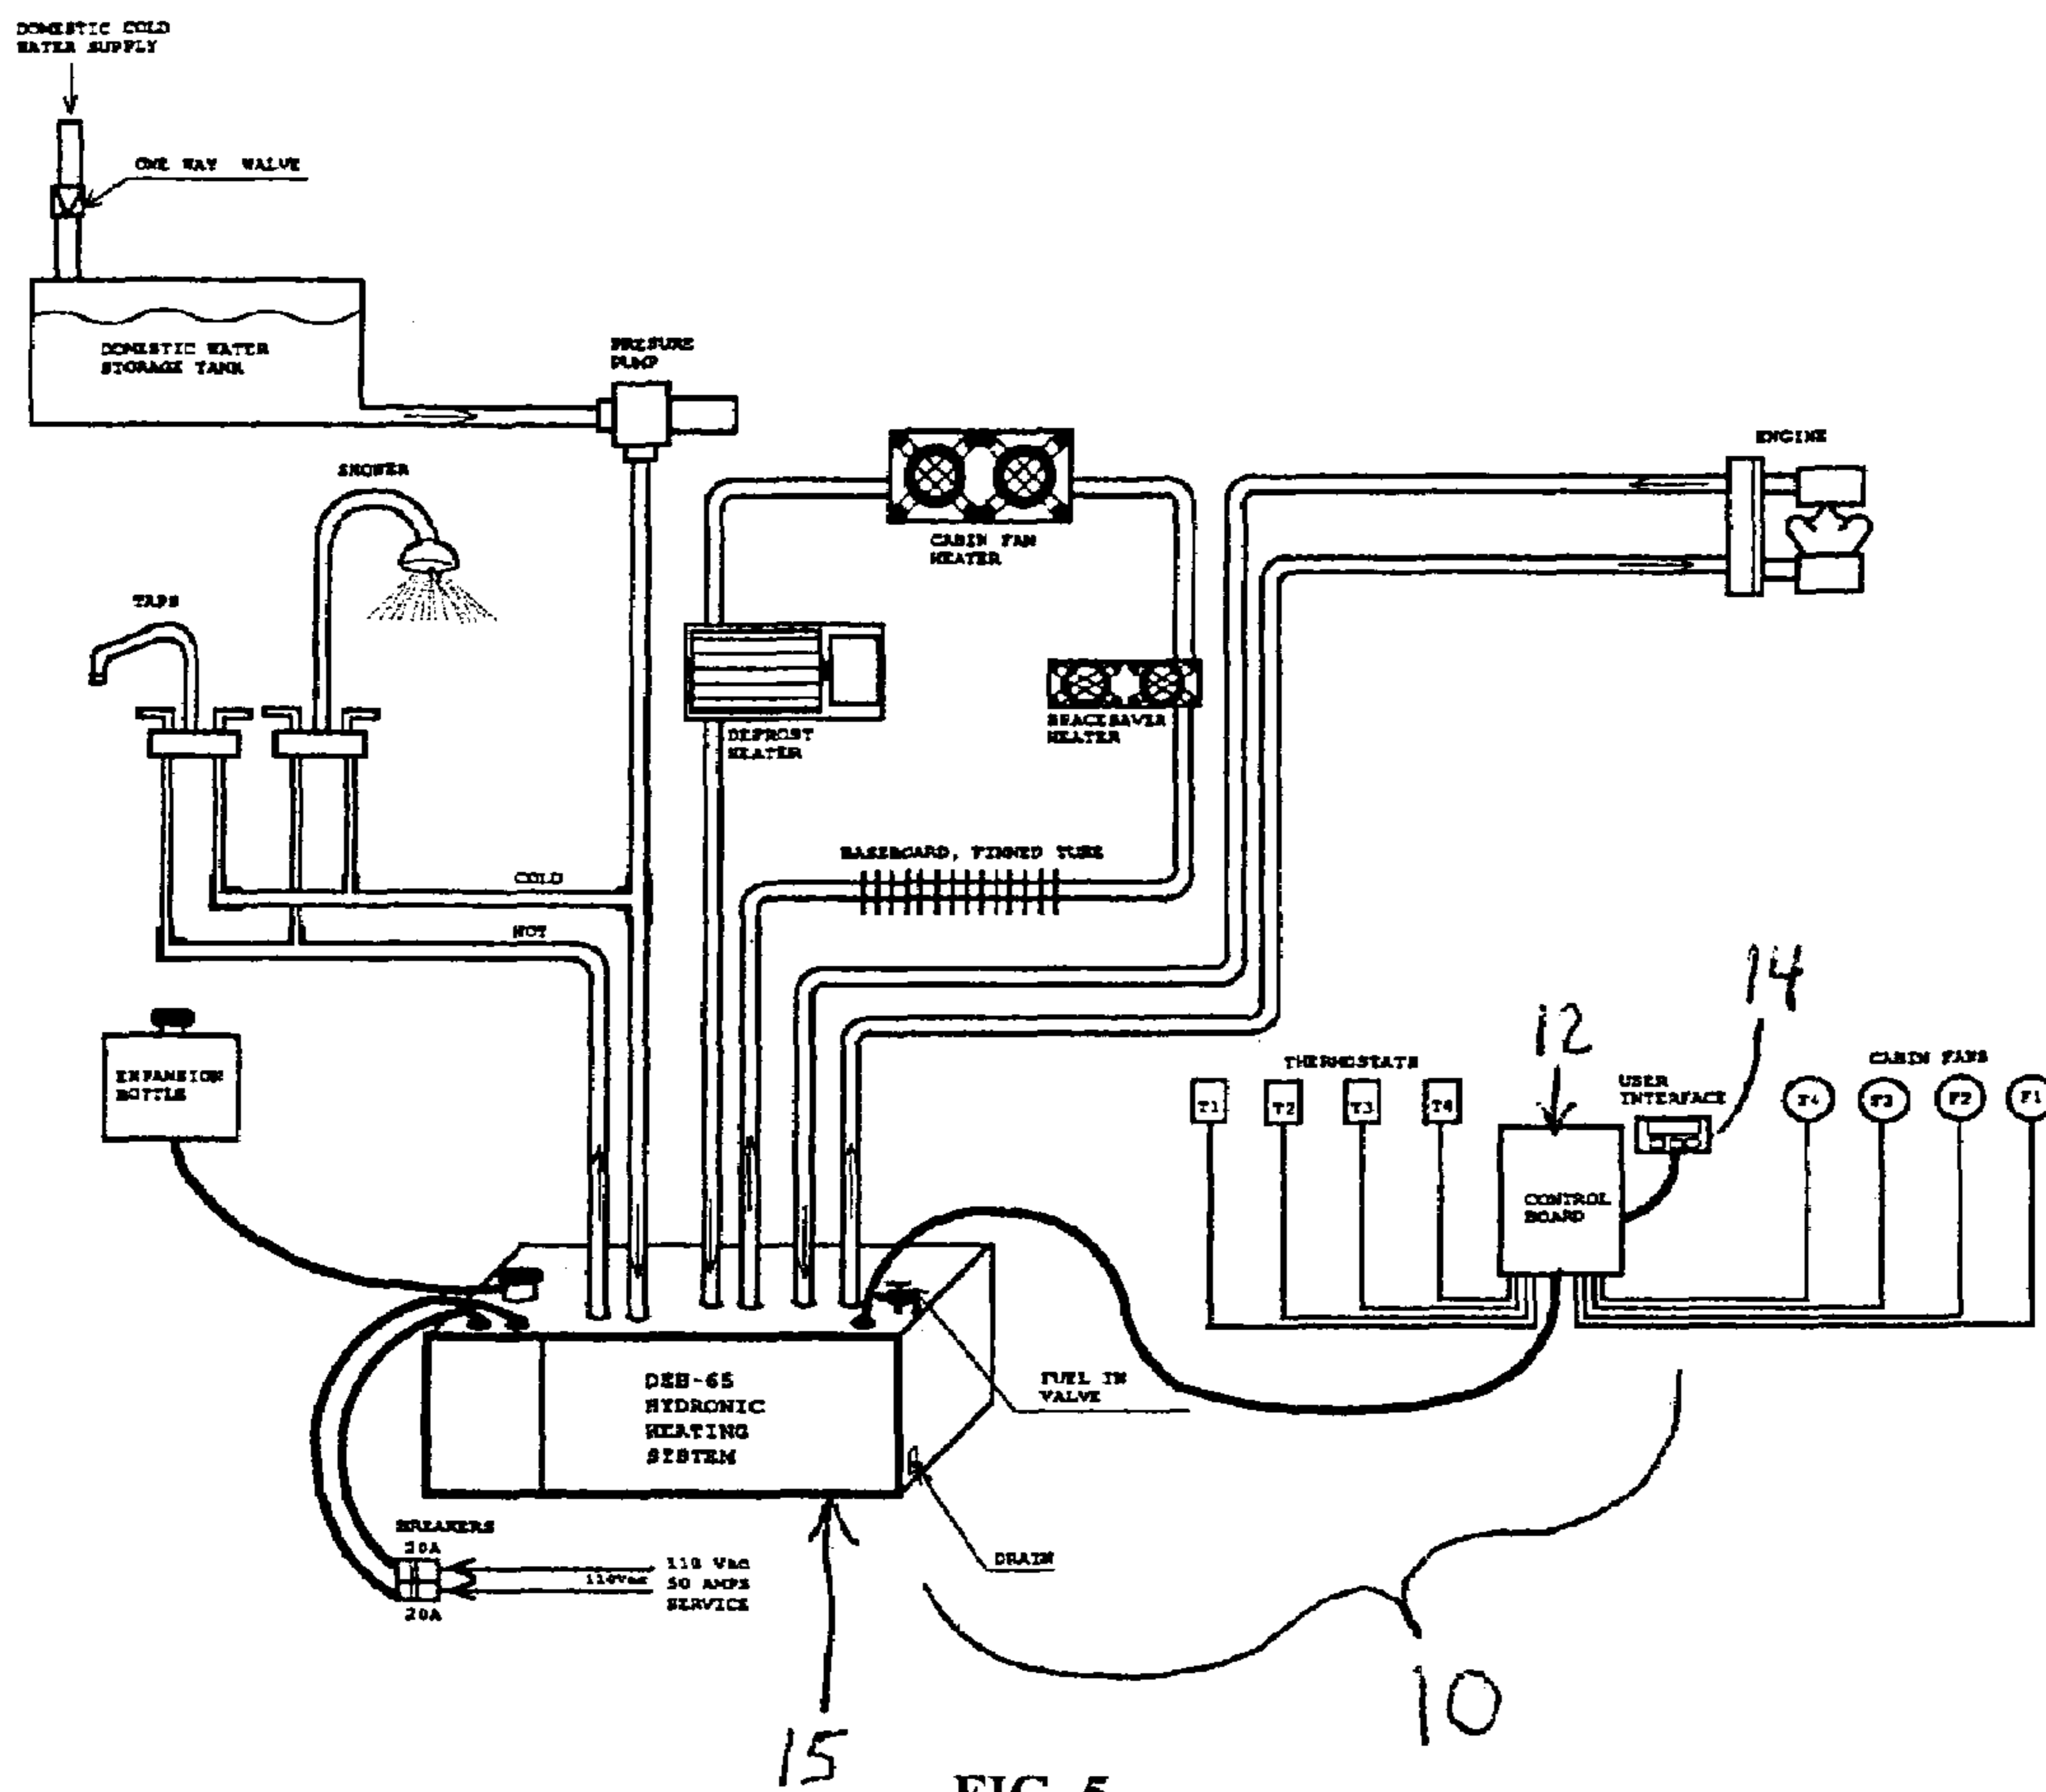 DOMESTIC COLD
WATER SUPPLY
ONE WAY VALVE
DOMESTIC WATER
STORAGE TANK
PRESURE
PUMP
SHOWER
TAPS
CABIN FAN
HEATER
ENGINE
DEFROST
HEATER
SPACESAVER
HEATER
BASEBOARD, FINNED TUBE
COLD
HOT
EXPANSION
BOTTLE
14
12
THERMOSTATS
T1
T2
T3
T4
USER
INTERFACE
CABIN FANS
F4
F3
F2
F1
CONTROL
BOARD
DEH-65
HYDRONIC
HEATING
SISTEM
FUEL IN
VALVE
DRAIN
BREAKERS
20A
110Vac
20A
110 Vac
50 AMPS
SERVICE
15
10
FIG. 5